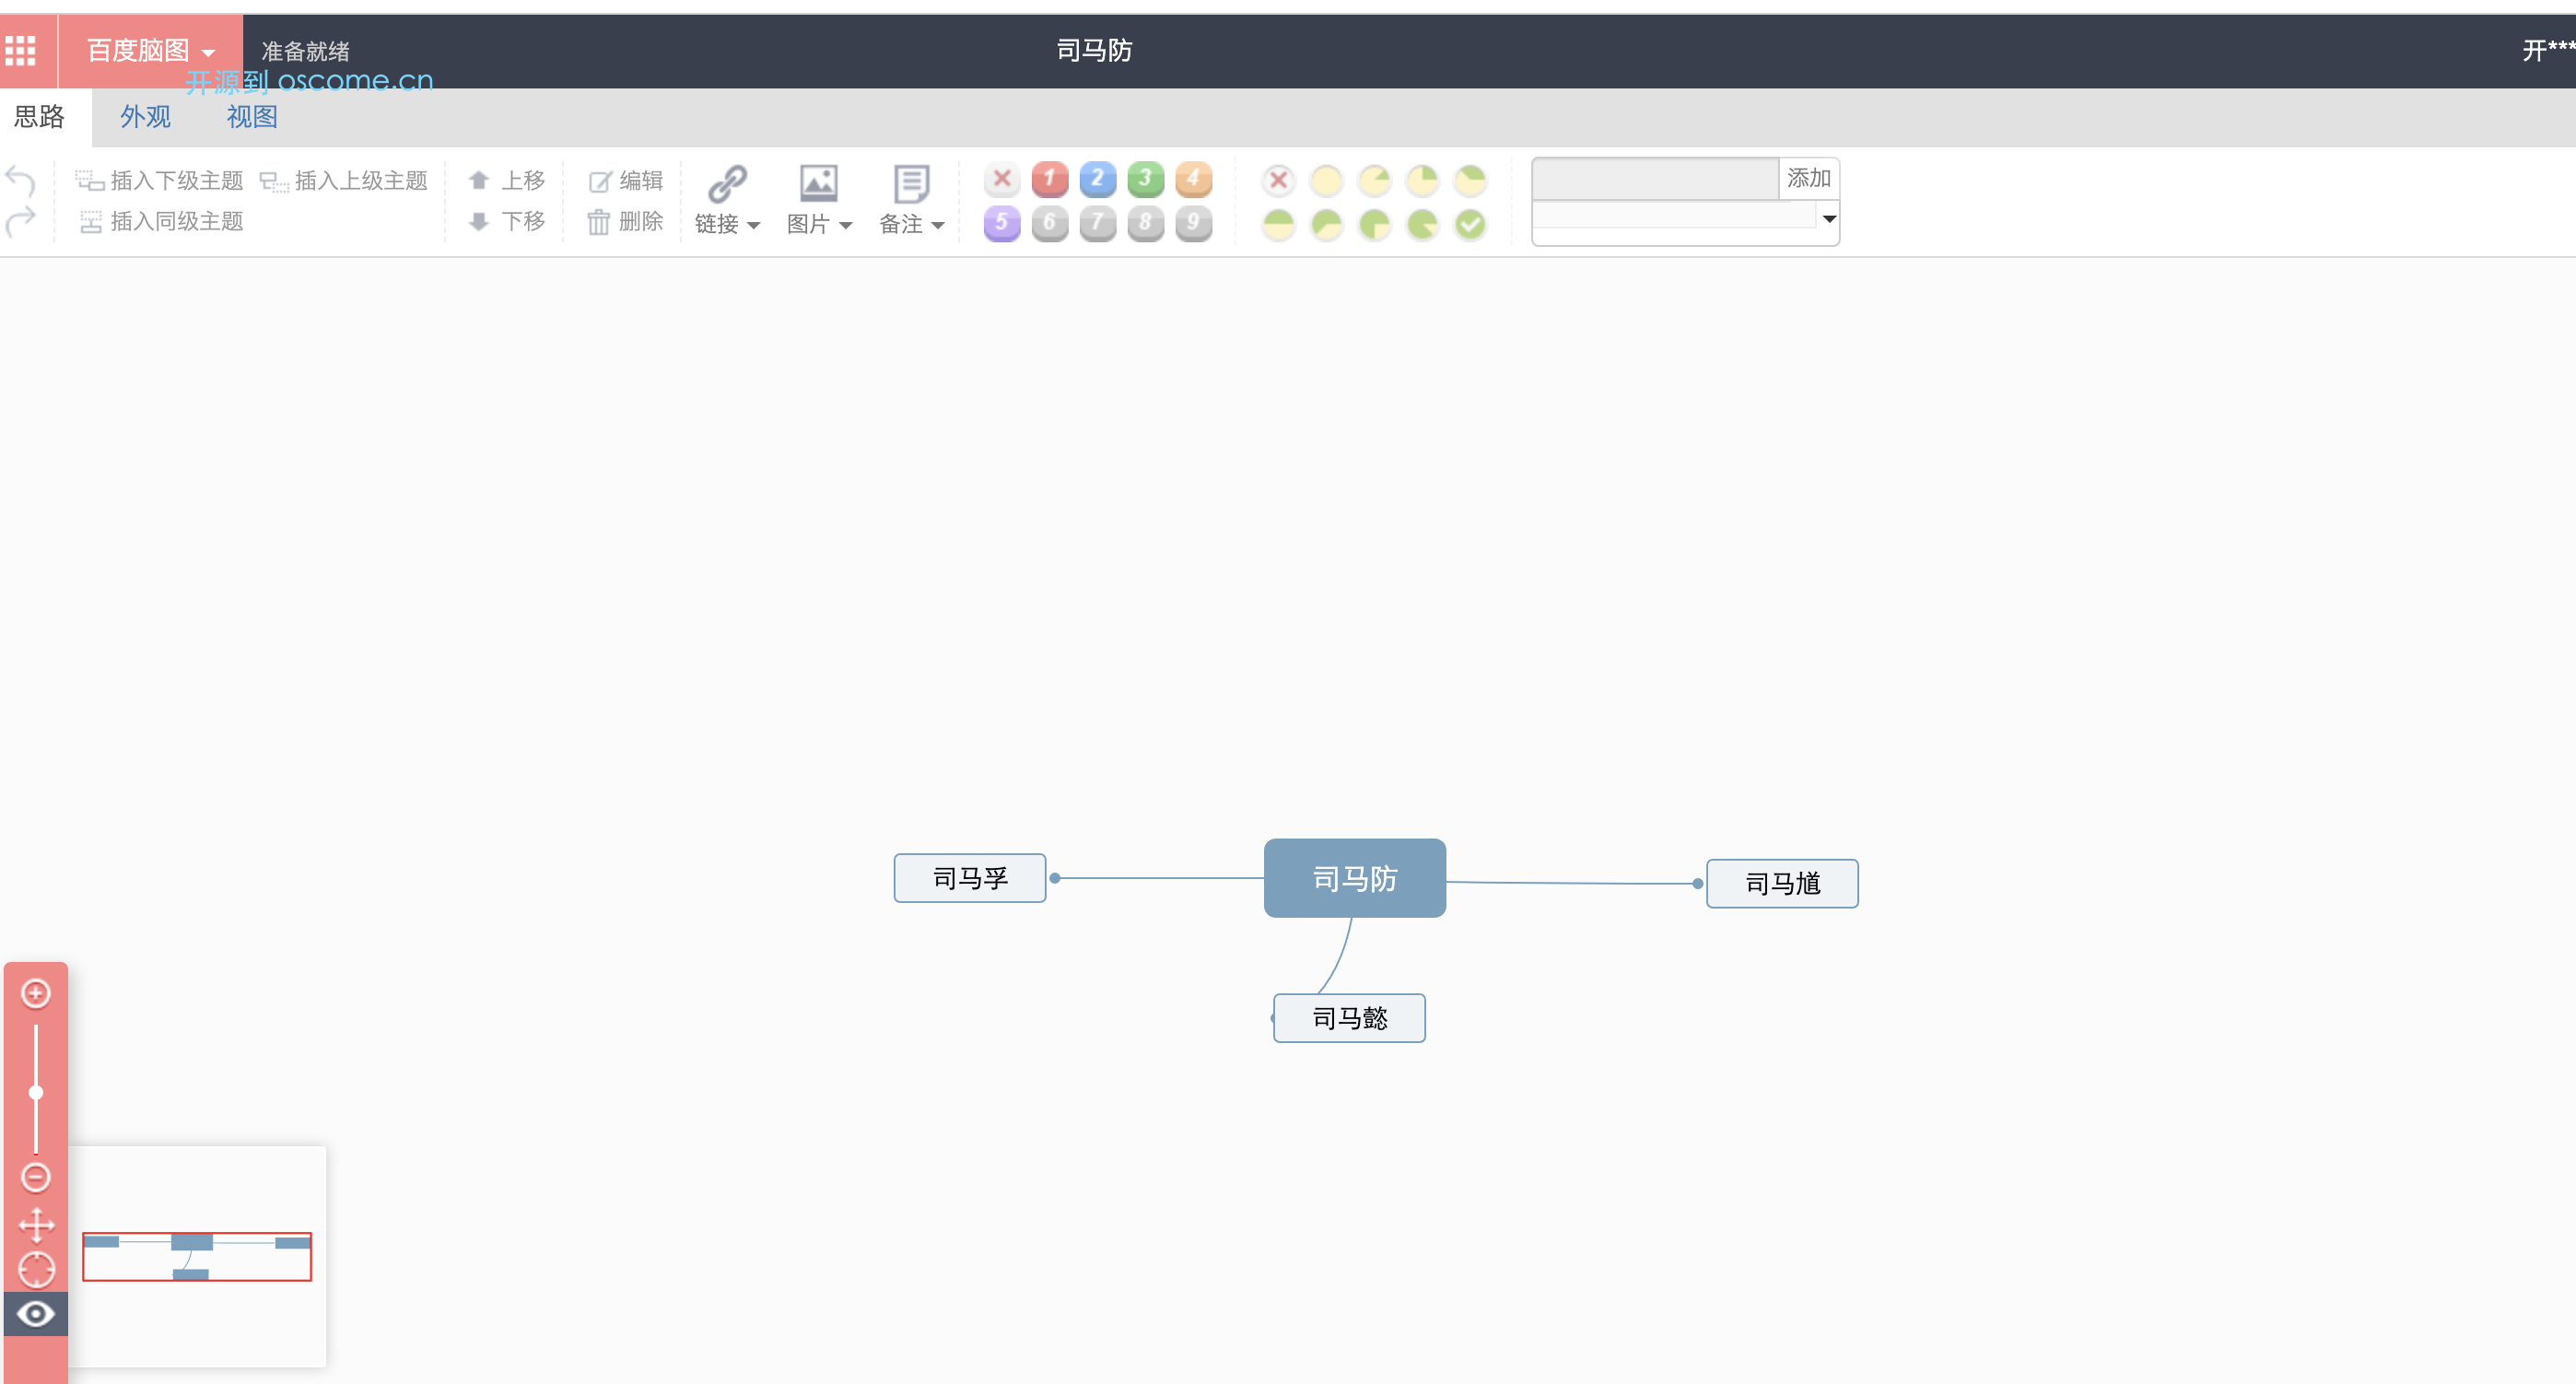 百度脑图
准备就绪
司马防
开***
开源到 oscome.cn
思路
外观
视图
插入下级主题
插入上级主题
上移
编辑
插入同级主题
下移
删除
链接
图片
备注
1
2
3
4
5
6
7
8
9
添加
司马孚
司马防
司马馗
司马懿